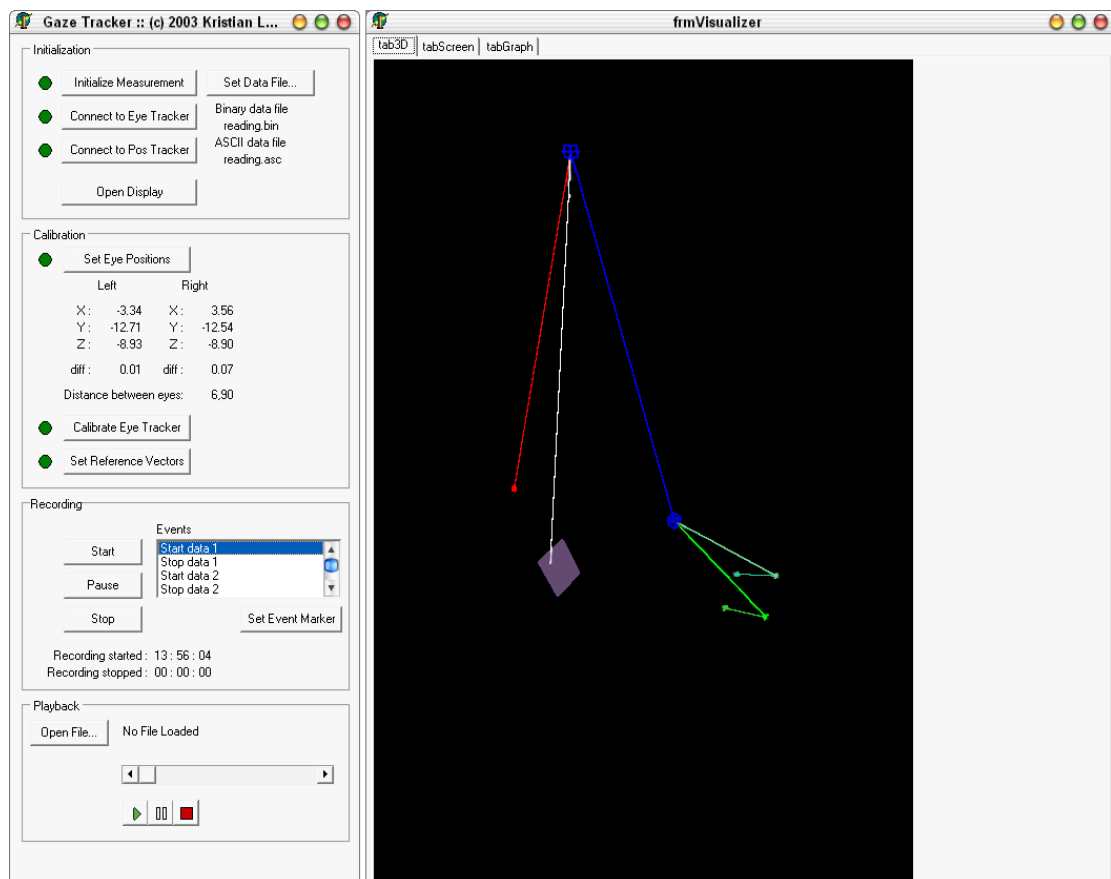 Gaze Tracker :: (c) 2003 Kristian L...
Initialization
Initialize Measurement
Set Data File...
Connect to Eye Tracker
Binary data file
reading.bin
Connect to Pos Tracker
ASCII data file
reading.asc
Open Display
Calibration
Set Eye Positions
Left Right
X : -3.34 X : 3.56
Y : -12.71 Y : -12.54
Z : -8.93 Z : -8.90
diff : 0.01 diff : 0.07
Distance between eyes: 6,90
Calibrate Eye Tracker
Set Reference Vectors
Recording
Events
Start
Start data 1
Stop data 1
Start data 2
Stop data 2
Pause
Stop
Set Event Marker
Recording started : 13 : 56 : 04
Recording stopped : 00 : 00 : 00
Playback
Open File...
No File Loaded
frmVisualizer
tab3D tabScreen tabGraph